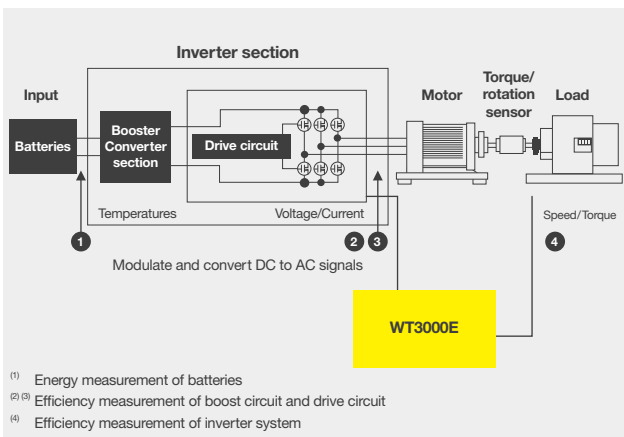 Inverter section
Input
Motor
Torque/
rotation
sensor
Load
Batteries
Booster
Converter
section
Drive circuit
Temperatures
Voltage/Current
Speed/Torque
1
2
3
4
Modulate and convert DC to AC signals
WT3000E
(1) Energy measurement of batteries
(2) (3) Efficiency measurement of boost circuit and drive circuit
(4) Efficiency measurement of inverter system